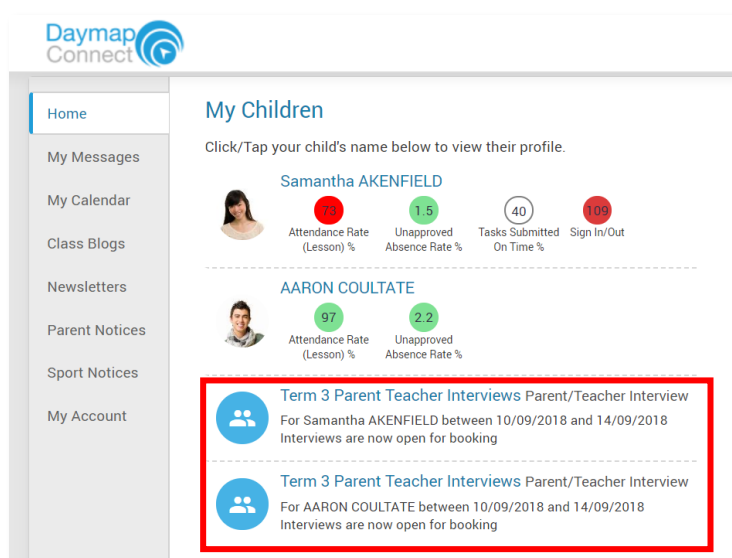 Daymap
Connect
Home
My Messages
My Calendar
Class Blogs
Newsletters
Parent Notices
Sport Notices
My Account
My Children
Click/Tap your child's name below to view their profile.
Samantha AKENFIELD
73 1.5 40 109
Attendance Rate Unapproved Tasks Submitted Sign In/Out
(Lesson) % Absence Rate % On Time %
AARON COULTATE
97 2.2
Attendance Rate Unapproved
(Lesson) % Absence Rate %
Term 3 Parent Teacher Interviews Parent/Teacher Interview
For Samantha AKENFIELD between 10/09/2018 and 14/09/2018
Interviews are now open for booking
Term 3 Parent Teacher Interviews Parent/Teacher Interview
For AARON COULTATE between 10/09/2018 and 14/09/2018
Interviews are now open for booking